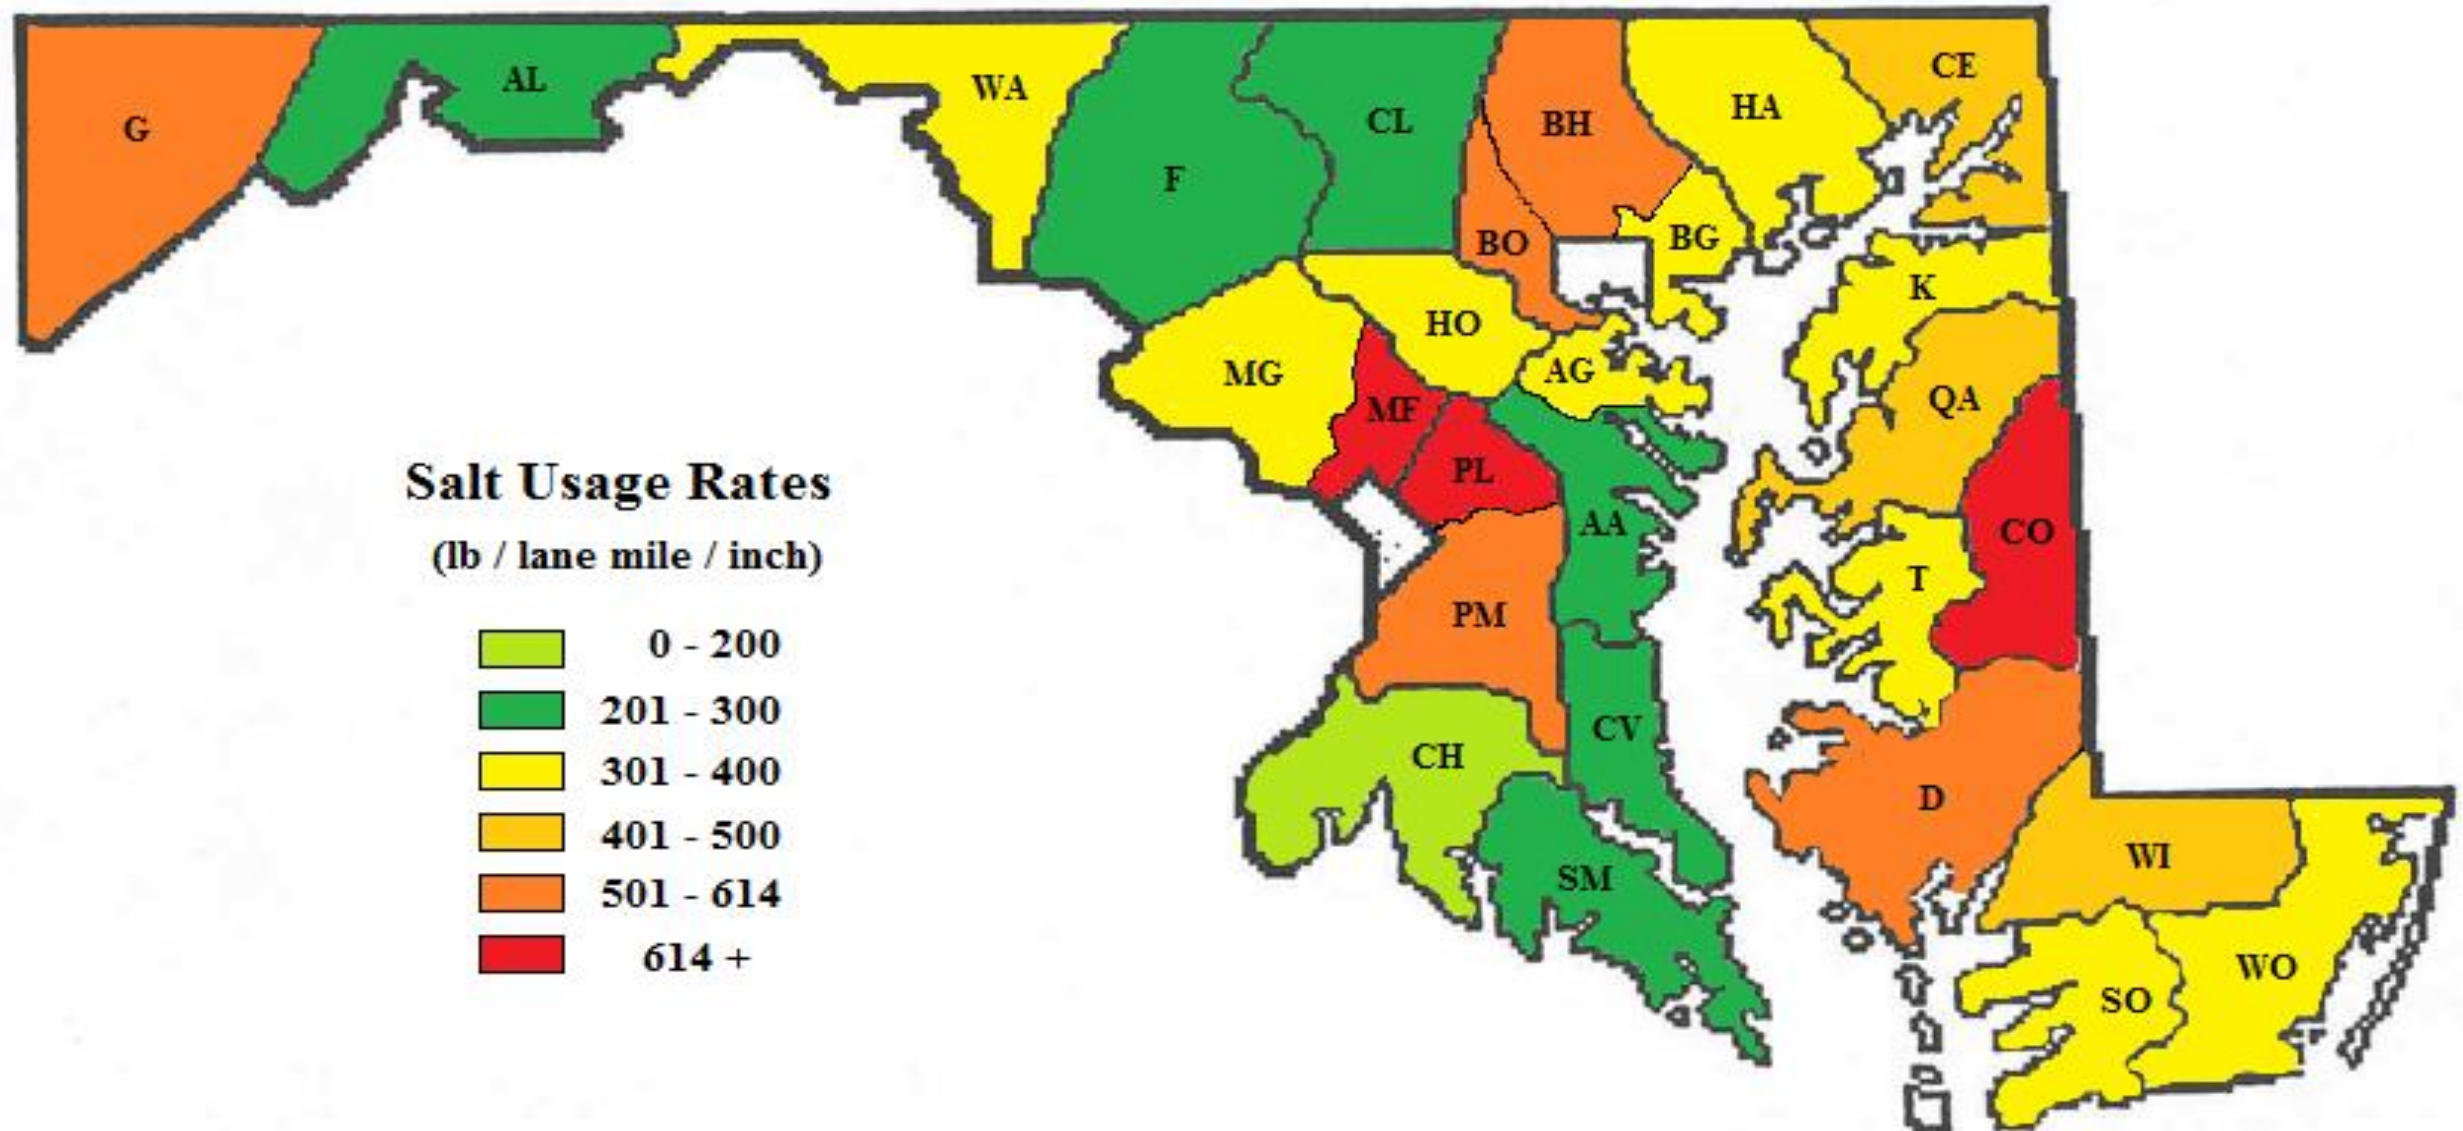 G
AL
WA
F
CL
BH
HA
CE
BO
BG
K
HO
MG
AG
MF
QA
PL
AA
CO
T
PM
CV
CH
D
SM
WI
WO
SO
Salt Usage Rates
(lb / lane mile / inch)
0 - 200
201 - 300
301 - 400
401 - 500
501 - 614
614 +